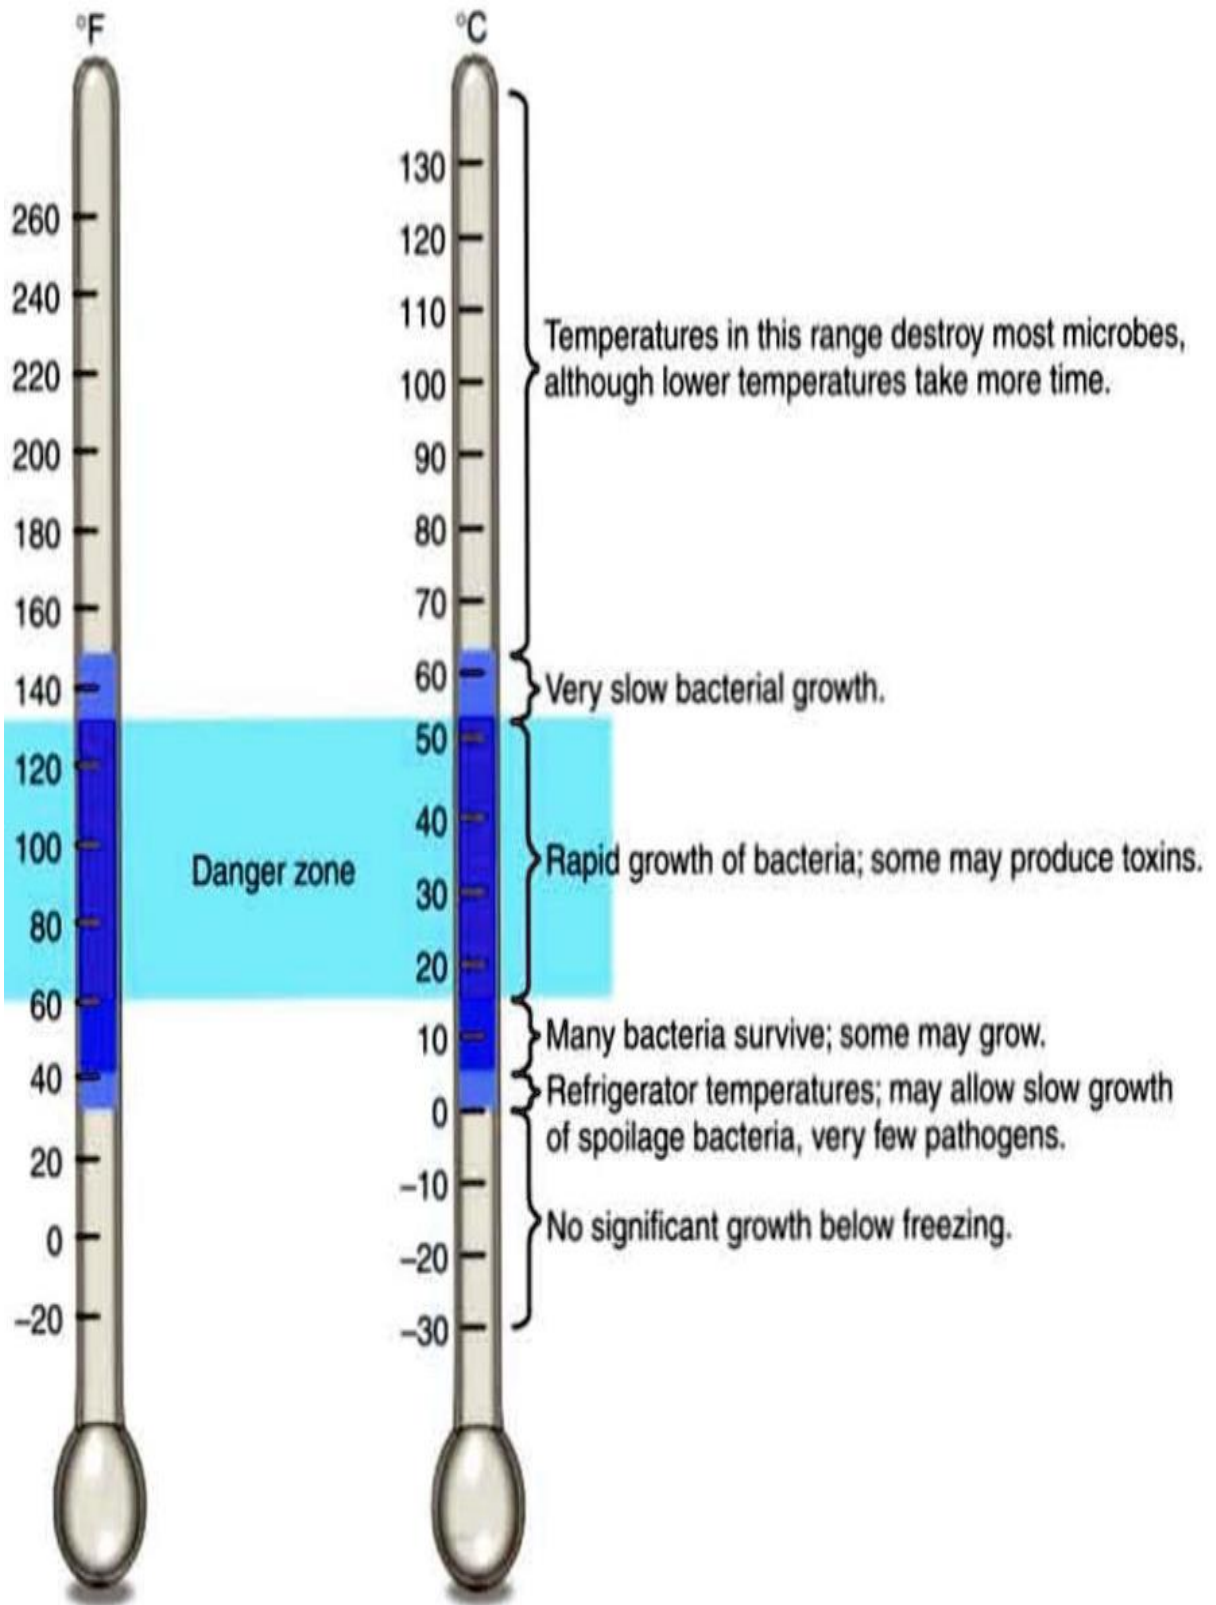 °F
°C
260
240
220
200
180
160
140
120
100
80
60
40
20
0
–20
130
120
110
100
90
80
70
60
50
40
30
20
10
0
–10
–20
–30
Temperatures in this range destroy most microbes,
although lower temperatures take more time.
Very slow bacterial growth.
Danger zone
Rapid growth of bacteria; some may produce toxins.
Many bacteria survive; some may grow.
Refrigerator temperatures; may allow slow growth
of spoilage bacteria, very few pathogens.
No significant growth below freezing.